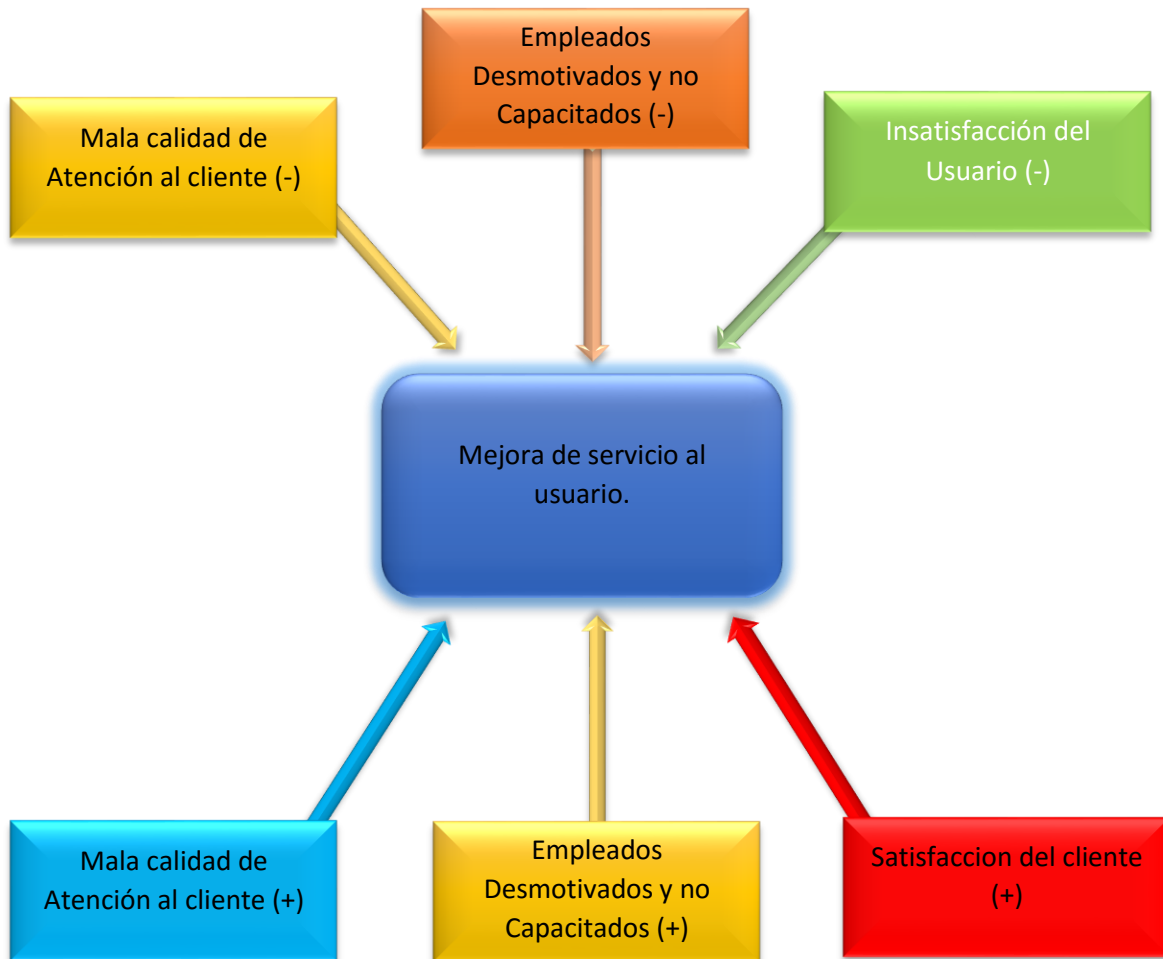 Empleados
Desmotivados y no
Capacitados (-)
Mala calidad de
Atención al cliente (-)
Insatisfacción del
Usuario (-)
Mejora de servicio al
usuario.
Mala calidad de
Atención al cliente (+)
Empleados
Desmotivados y no
Capacitados (+)
Satisfaccion del cliente
(+)